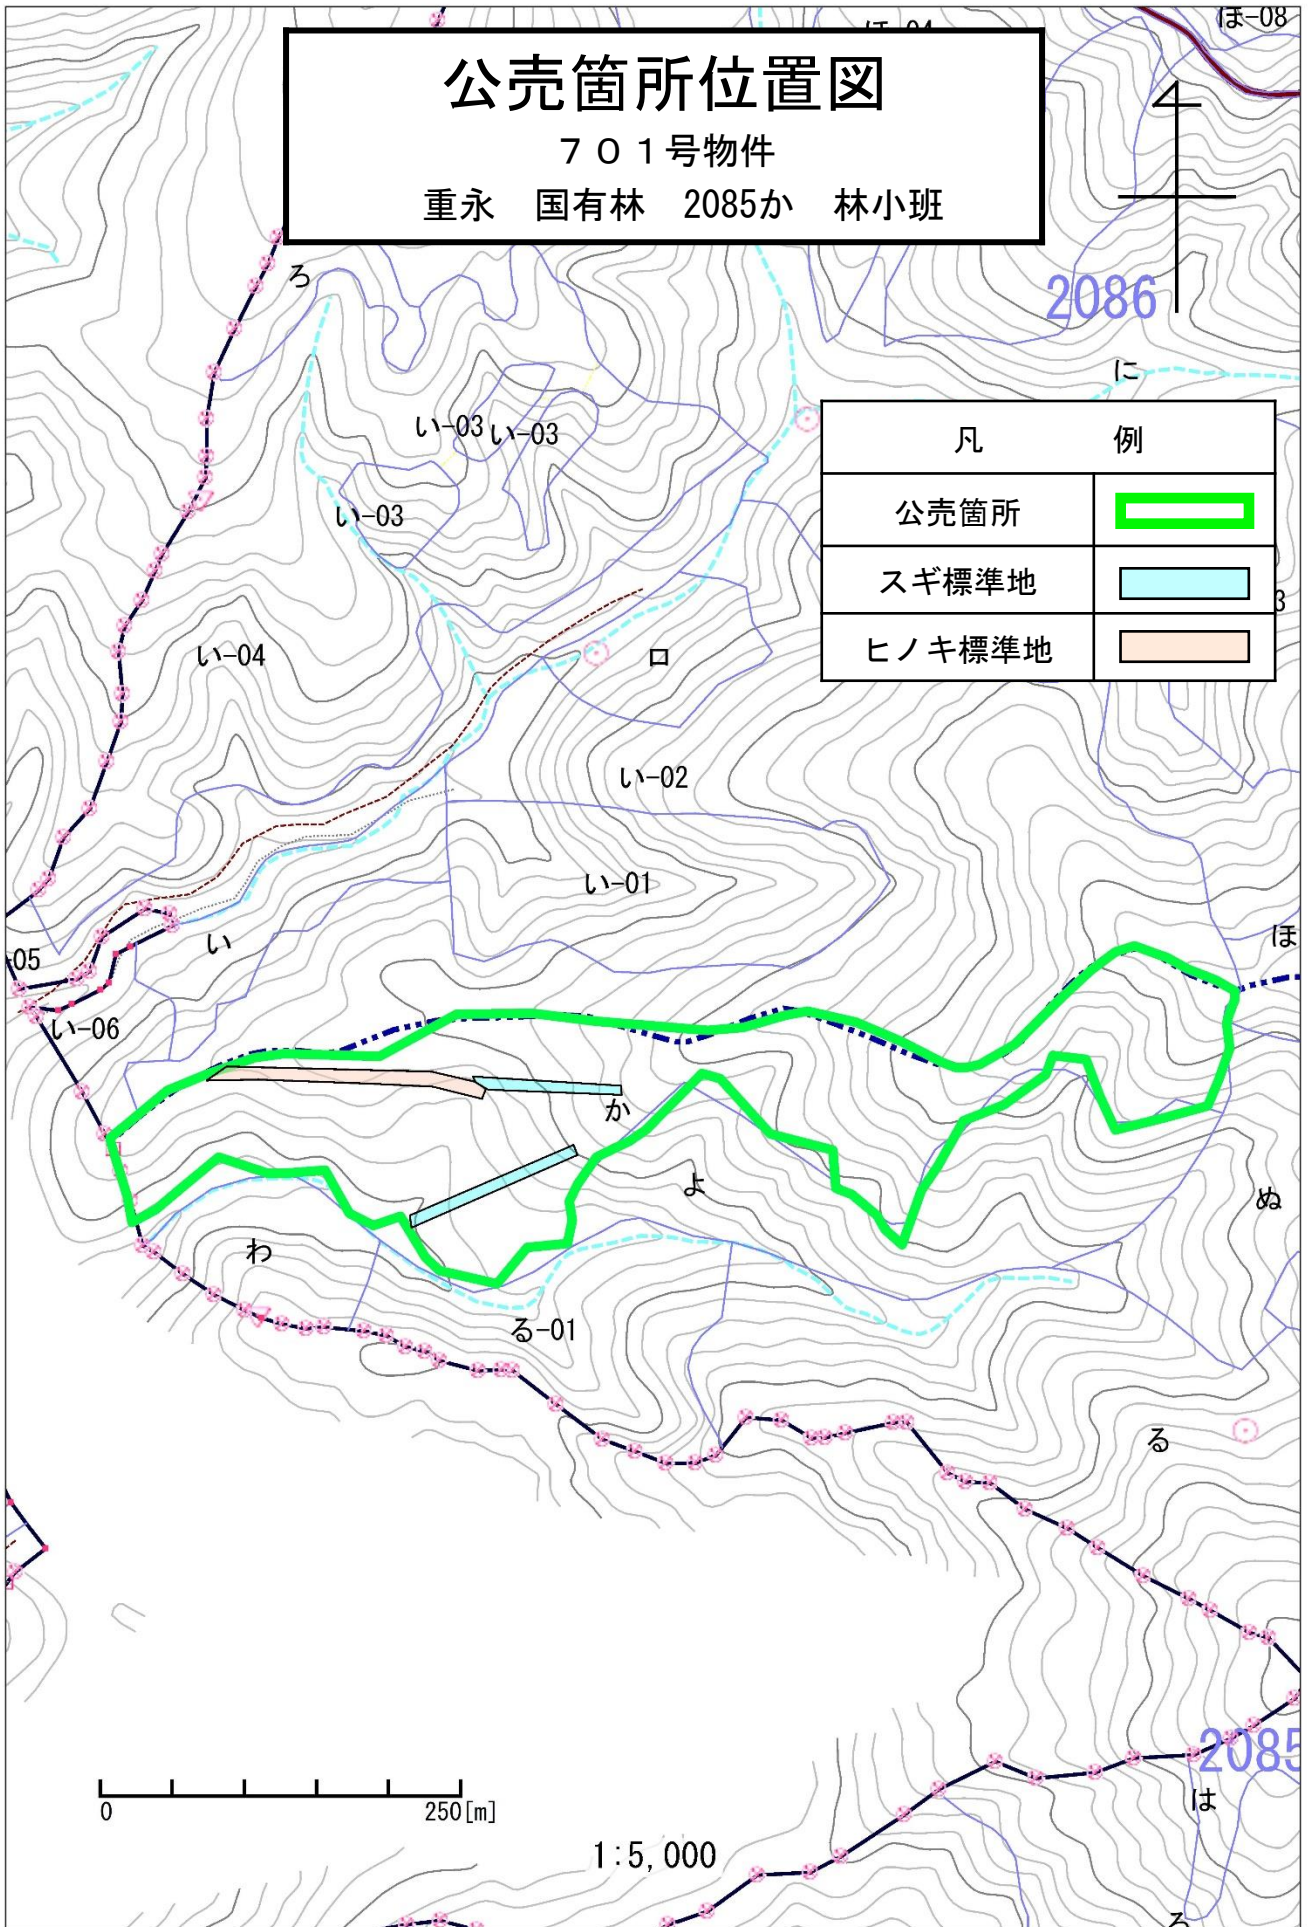 ほ-08
公売箇所位置図
７０１号物件
重永　国有林　2085か　林小班
ろ
2086
に
凡　例
い-03
い-03
公売箇所
い-03
スギ標準地
3
ヒノキ標準地
い-04
ロ
い-02
い-01
い
ほ
-05
い-06
か
よ
ぬ
わ
る-01
る
2085
は
0
250[m]
1:5,000